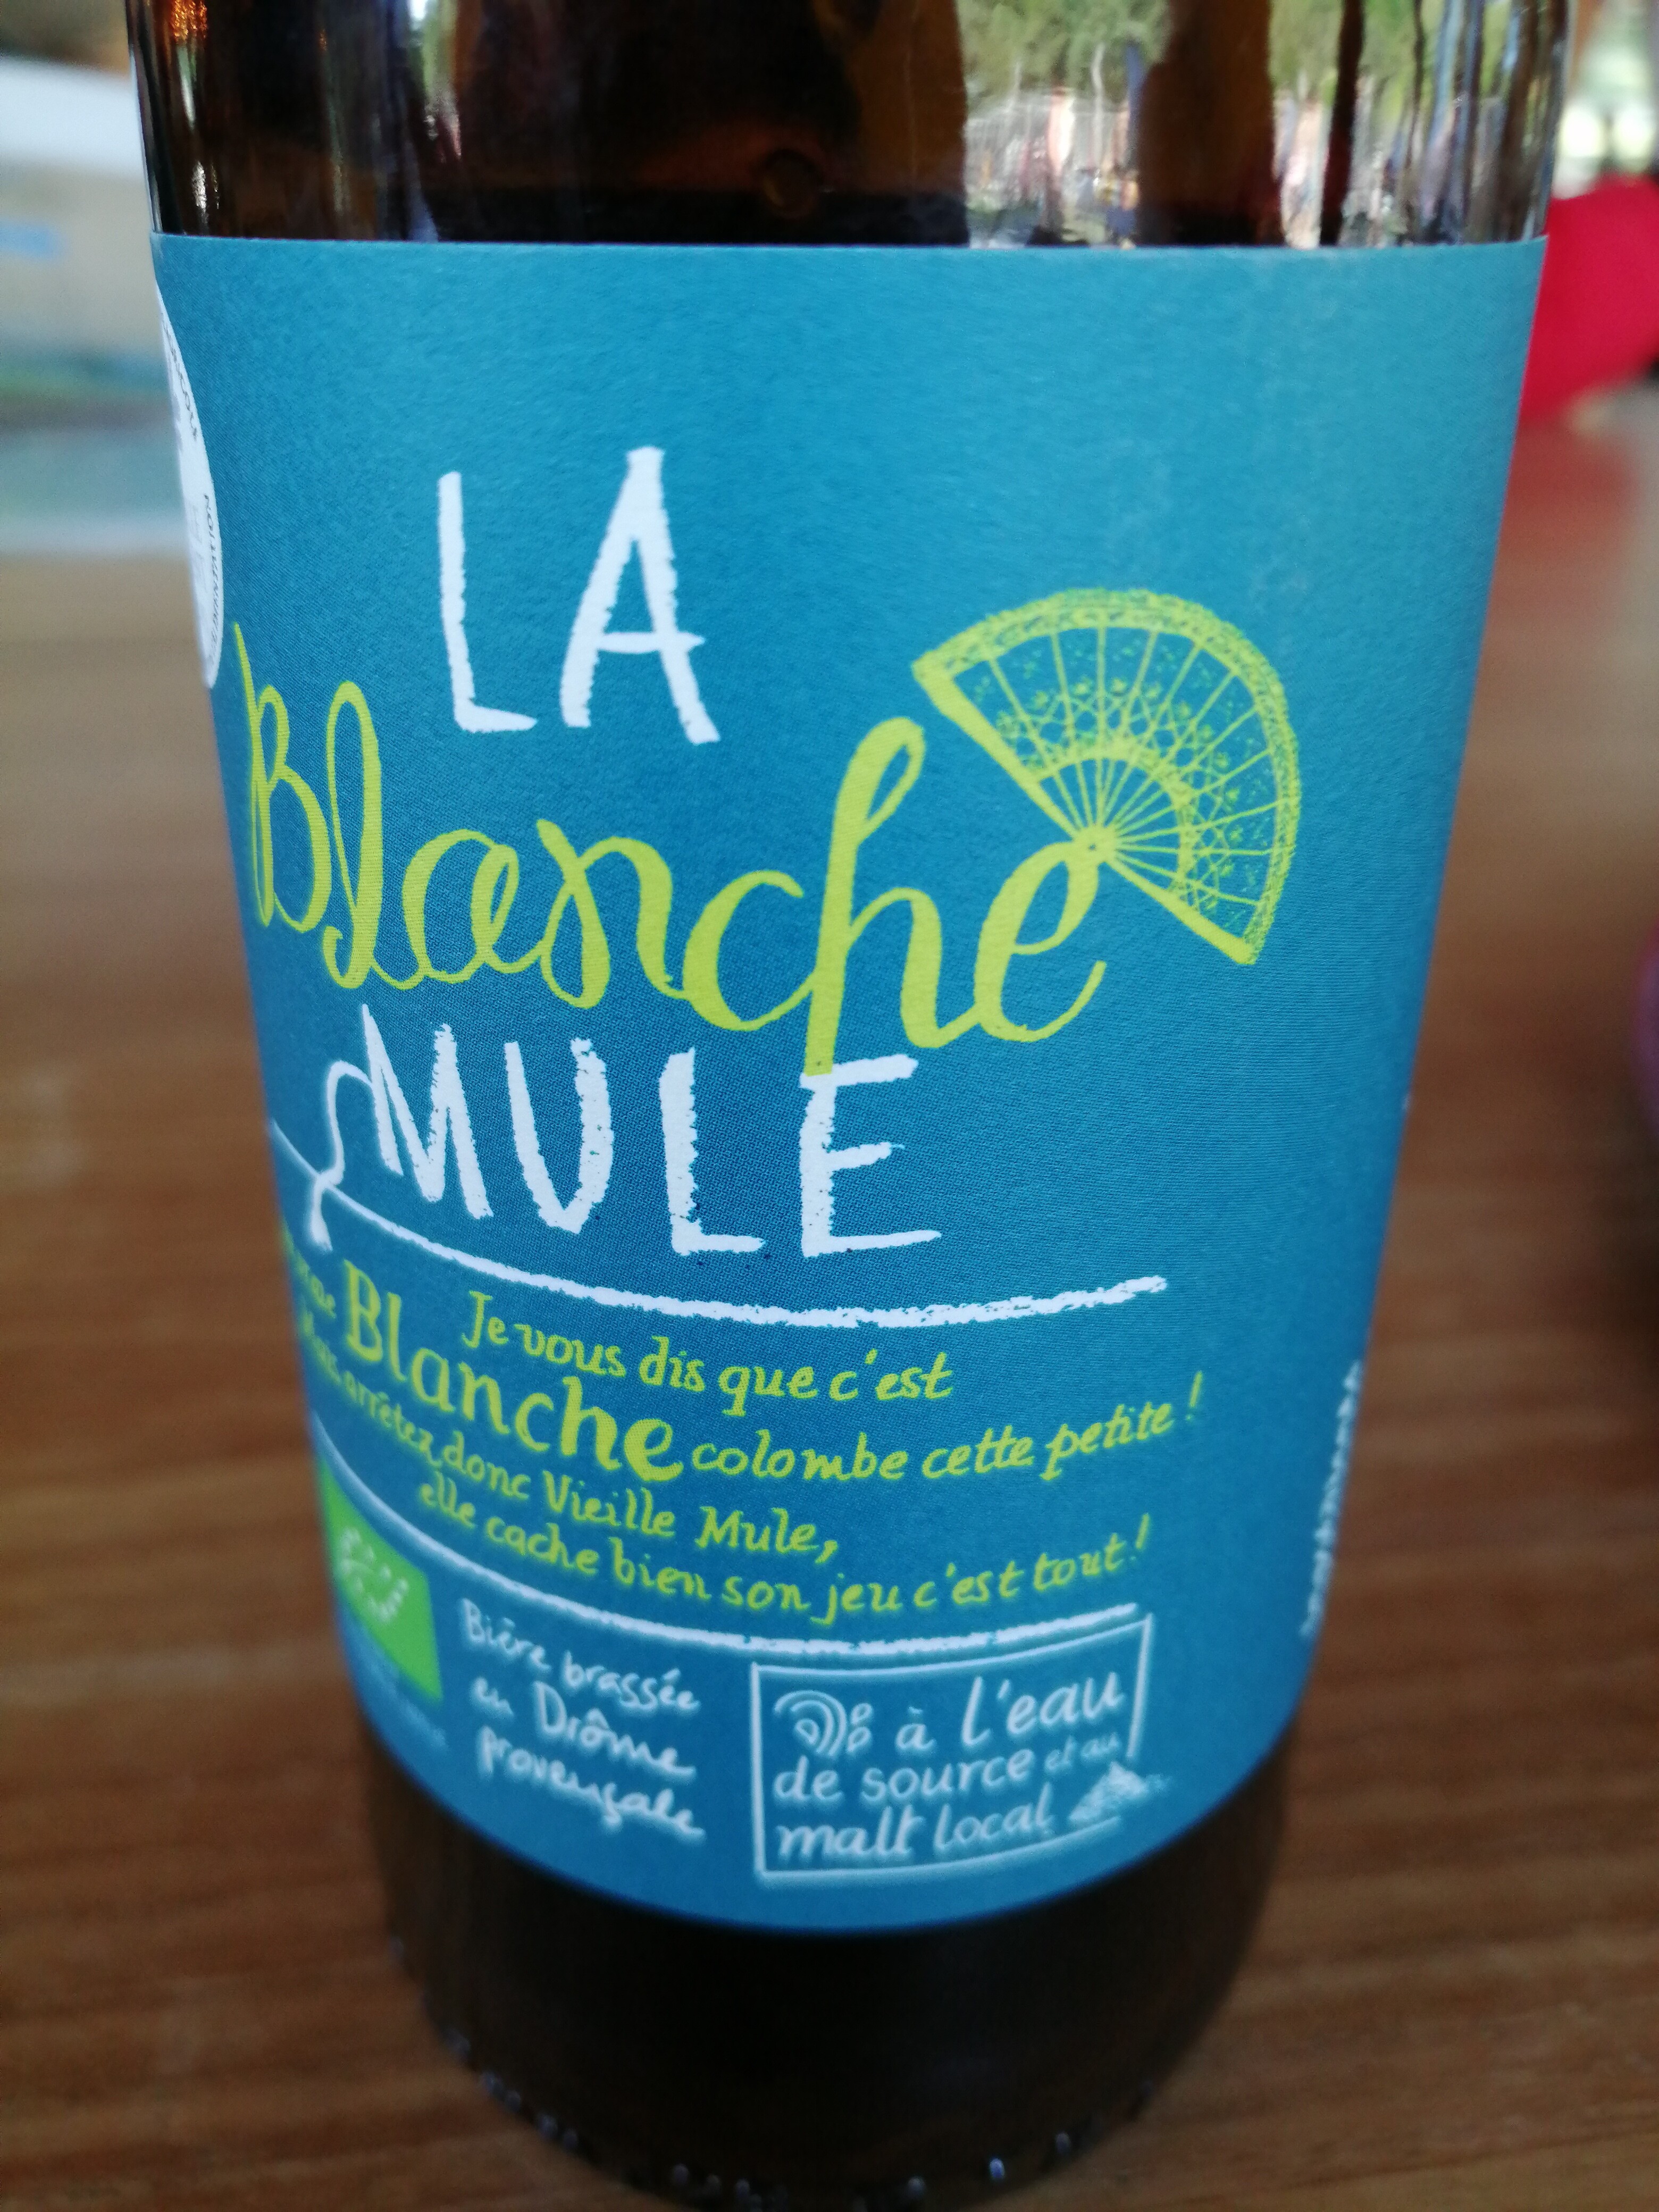 LA
Blanche
MULE
Je vous dis que c'est
Blanche colombe cette petite !
arrêtez donc Vieille Mule,
elle cache bien son jeu c'est tout !
Bière brassée
en Drôme
provençale
à l'eau
de source et au
malt local